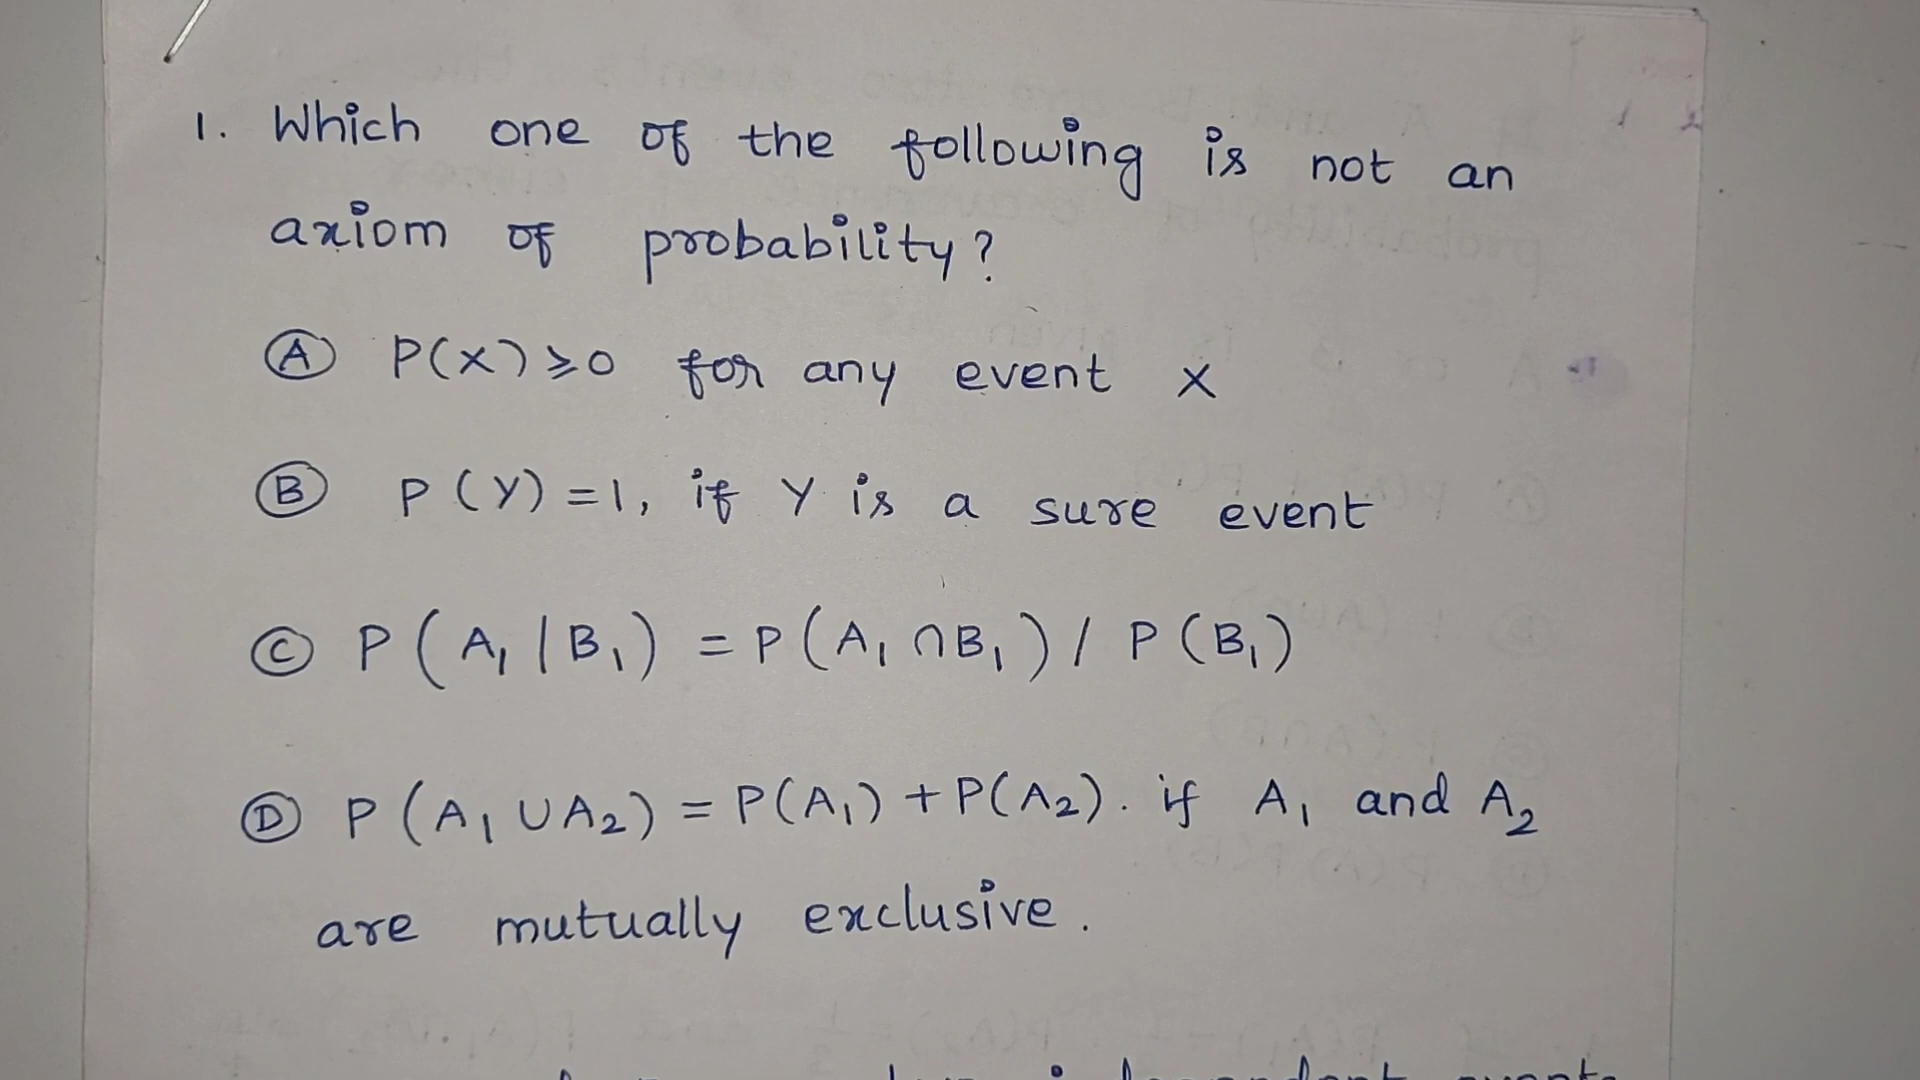 1. Which one of the following is not an
axiom of probability?
Ⓐ P(X) ≥ 0 for any event X
Ⓑ P(Y) = 1, if Y is a sure event
Ⓒ P(A₁ | B₁) = P(A₁ ∩ B₁) / P(B₁)
Ⓓ P(A₁ ∪ A₂) = P(A₁) + P(A₂). if A₁ and A₂
are mutually exclusive.